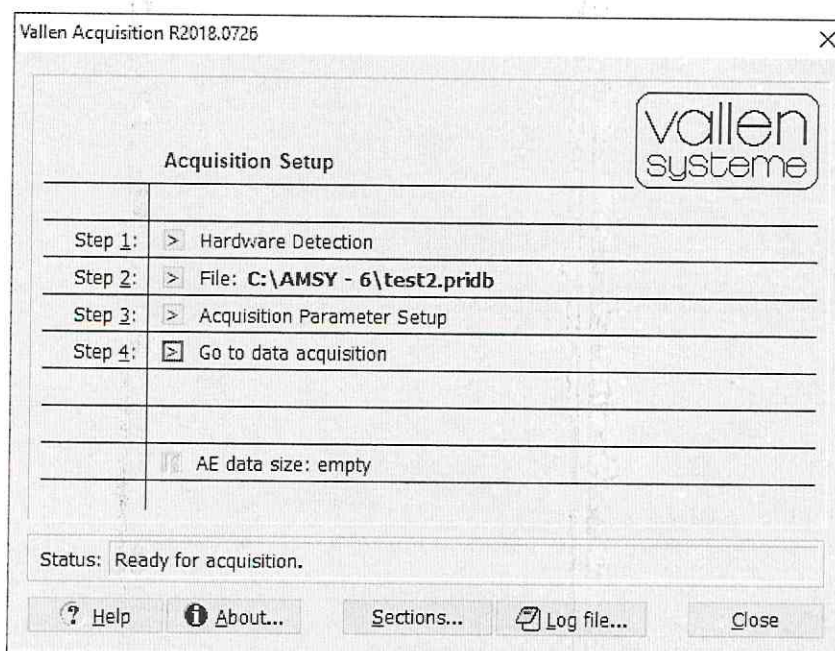 Vallen Acquisition R2018.0726
vallen
systeme
Acquisition Setup
Step 1: > Hardware Detection
Step 2: > File: C:\AMSY - 6\test2.pridb
Step 3: > Acquisition Parameter Setup
Step 4: > Go to data acquisition
AE data size: empty
Status: Ready for acquisition.
? Help
About...
Sections...
Log file...
Close